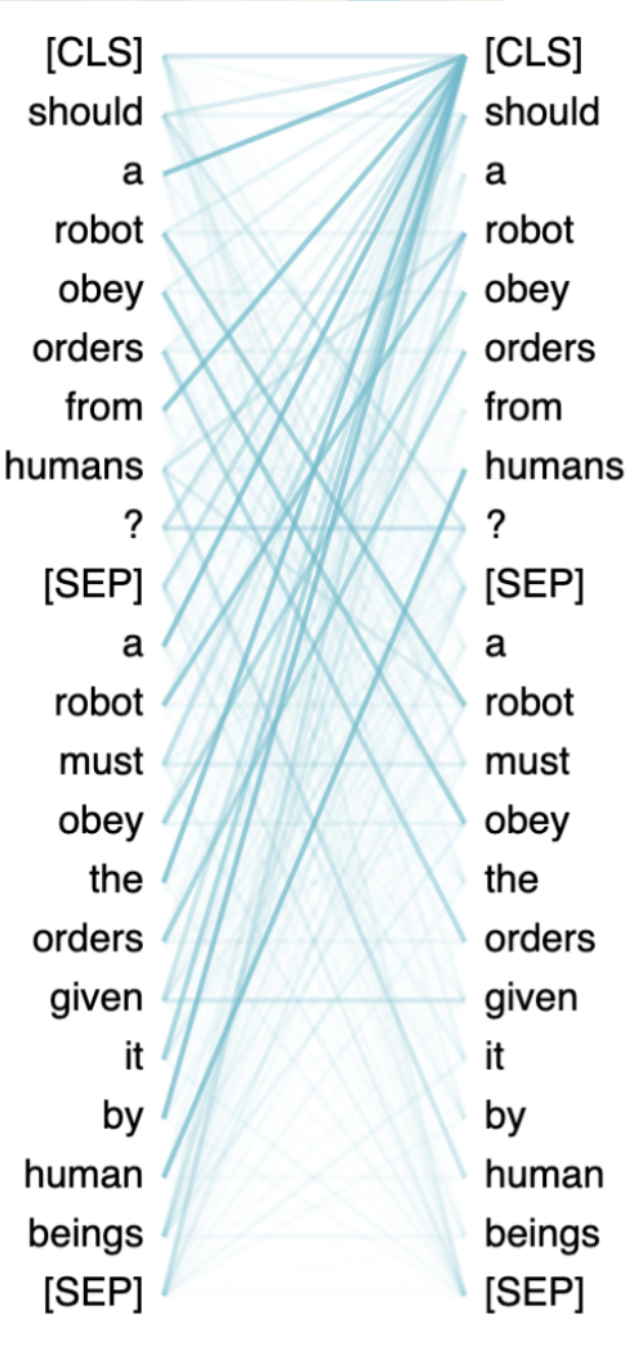 [CLS] [CLS]
should should
a a
robot robot
obey obey
orders orders
from from
humans humans
? ?
[SEP] [SEP]
a a
robot robot
must must
obey obey
the the
orders orders
given given
it it
by by
human human
beings beings
[SEP] [SEP]